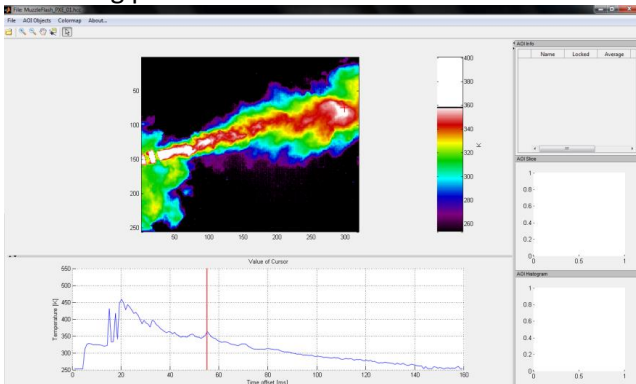 File MuzzleFlash_PXI_01.hcc
File AOI Objects Colormap About...
AOI Info
Name Locked Average
50
100
150
200
250
50 100 150 200 250 300
400
380
360
340
320
300
280
260
K
AOI Slice
1
0.8
0.6
0.4
0.2
0
0 0.5 1
Value of Cursor
Temperature [K]
550
500
450
400
350
300
250
0 20 40 60 80 100 120 140 160
Time offset [ms]
AOI Histogram
1
0.8
0.6
0.4
0.2
0
0 0.5 1